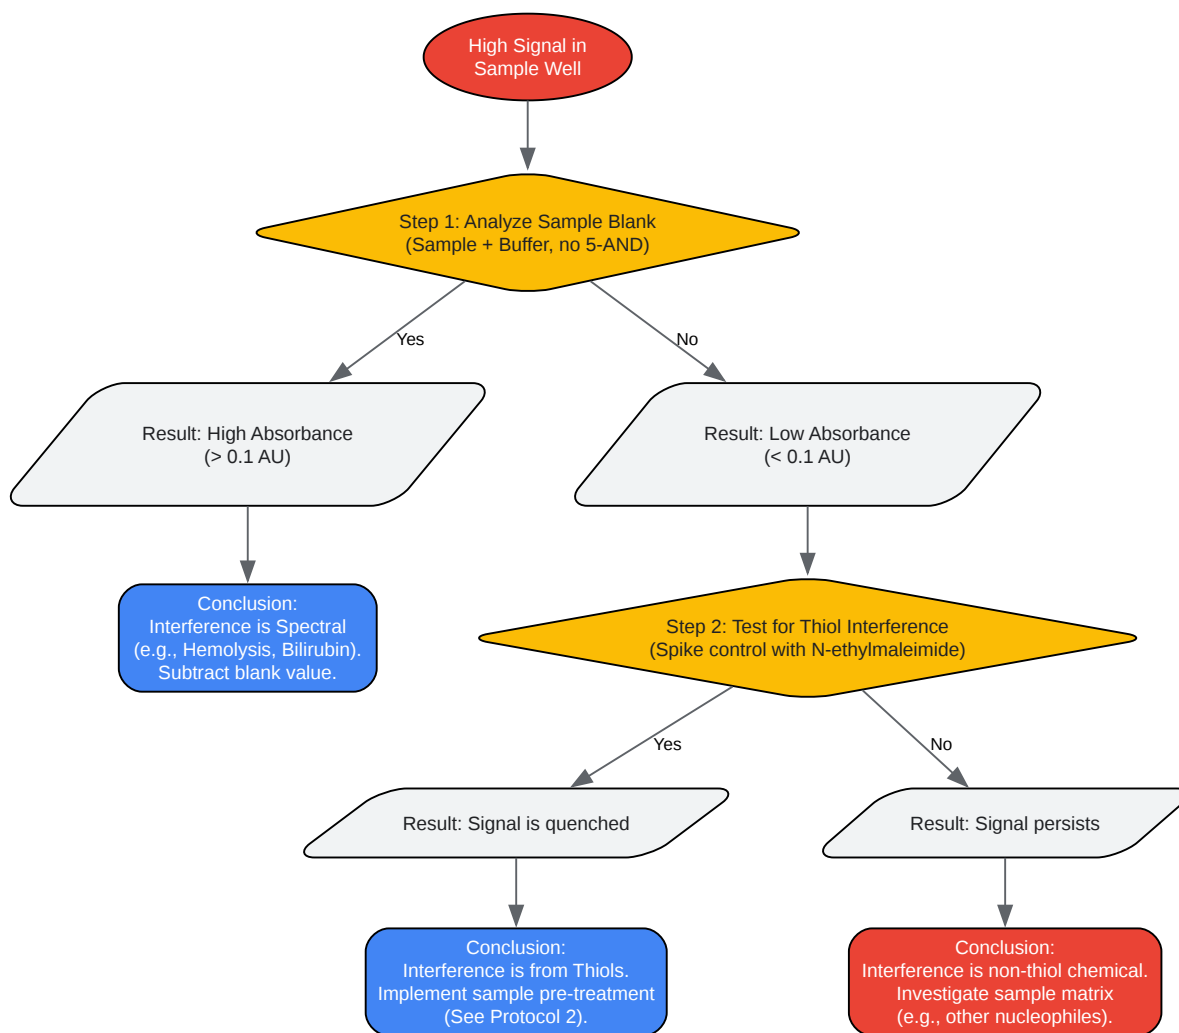 High Signal in
Sample Well
Step 1: Analyze Sample Blank
(Sample + Buffer, no 5-AND)
Yes
No
Result: High Absorbance
(> 0.1 AU)
Result: Low Absorbance
(< 0.1 AU)
Conclusion:
Interference is Spectral
(e.g., Hemolysis, Bilirubin).
Subtract blank value.
Step 2: Test for Thiol Interference
(Spike control with N-ethylmaleimide)
Yes
No
Result: Signal is quenched
Result: Signal persists
Conclusion:
Interference is from Thiols.
Implement sample pre-treatment
(See Protocol 2).
Conclusion:
Interference is non-thiol chemical.
Investigate sample matrix
(e.g., other nucleophiles).